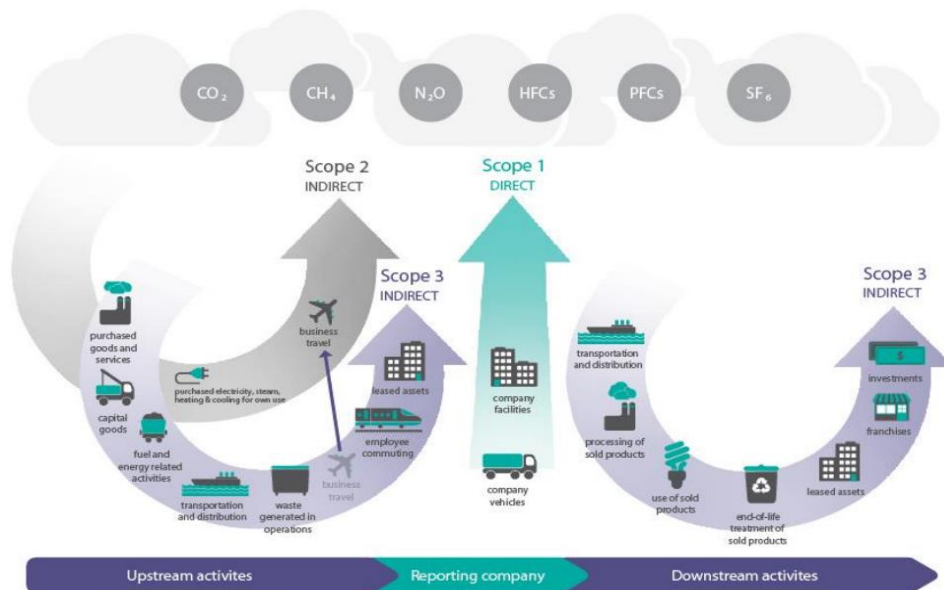 CO₂
CH₄
N₂O
HFCs
PFCs
SF₆
Scope 2
INDIRECT
Scope 1
DIRECT
Scope 3
INDIRECT
Scope 3
INDIRECT
purchased
goods and
services
capital
goods
fuel and
energy related
activities
transportation
and distribution
waste
generated in
operations
business
travel
purchased electricity, steam,
heating & cooling for own use
business
travel
leased assets
employee
commuting
company
facilities
company
vehicles
transportation
and distribution
processing of
sold products
use of sold
products
end-of-life
treatment of
sold products
leased assets
franchises
investments
$
Upstream activites
Reporting company
Downstream activites